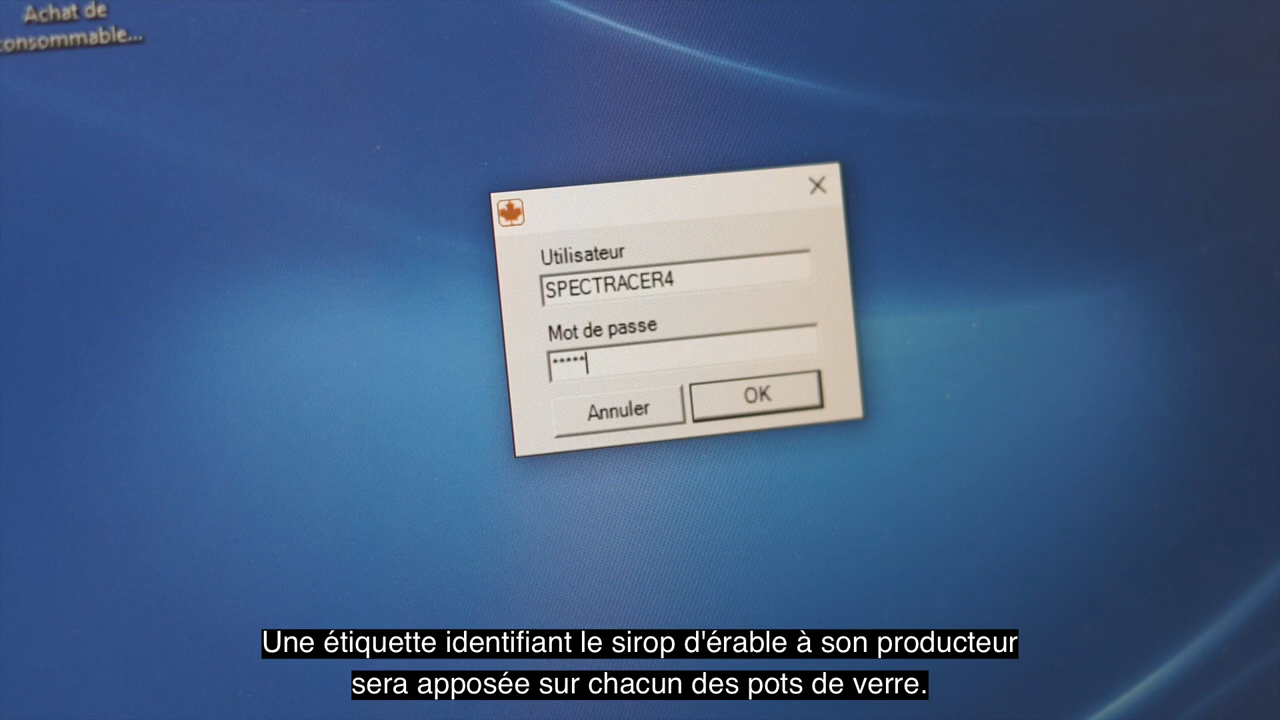 Achat de
consommable...
Utilisateur
SPECTRACER4
Mot de passe
*****
Annuler
OK
Une étiquette identifiant le sirop d'érable à son producteur
sera apposée sur chacun des pots de verre.